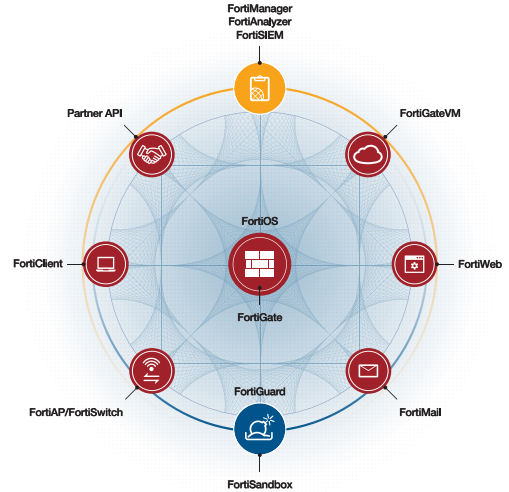 FortiManager
FortiAnalyzer
FortiSIEM
Partner API
FortiGateVM
FortiOS
FortiClient
FortiWeb
FortiGate
FortiGuard
FortiAP/FortiSwitch
FortiMail
FortiSandbox